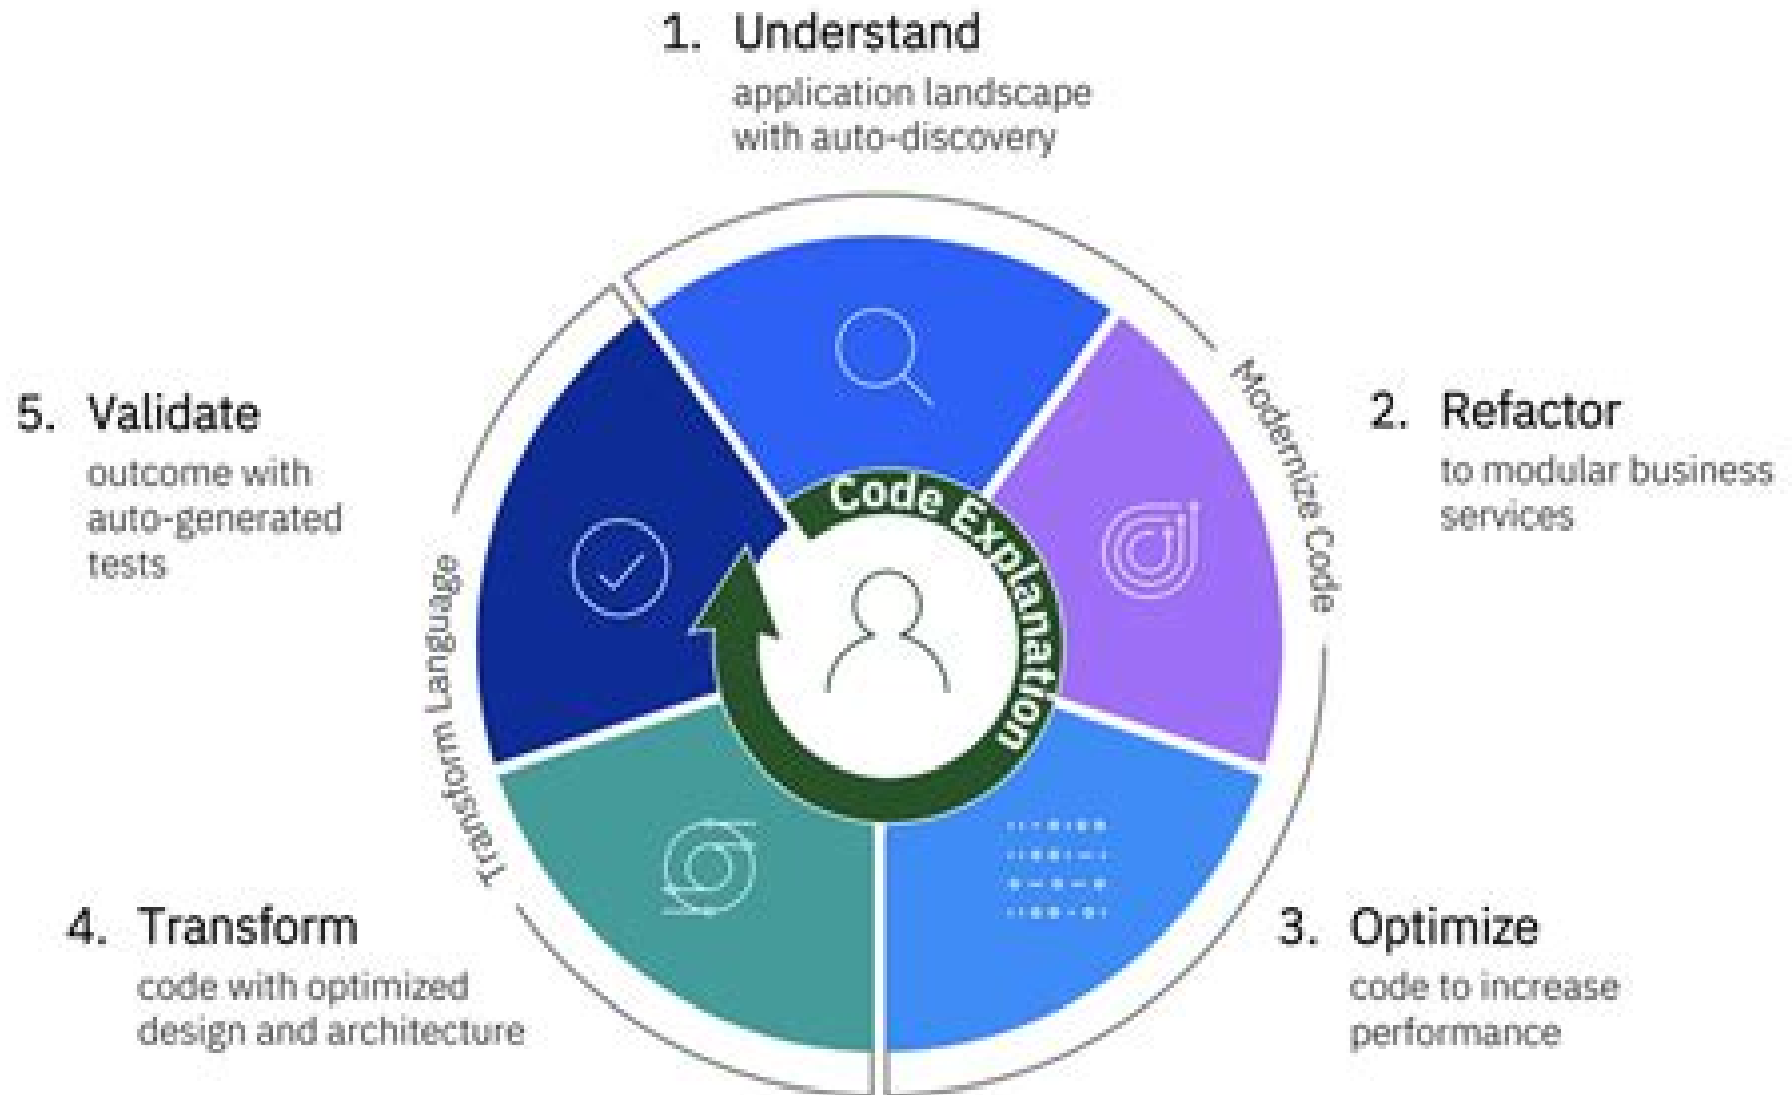 1. Understand
application landscape
with auto-discovery
Modernize Code
2. Refactor
to modular business
services
3. Optimize
code to increase
performance
4. Transform
code with optimized
design and architecture
Transform Language
5. Validate
outcome with
auto-generated
tests
Code Explanation